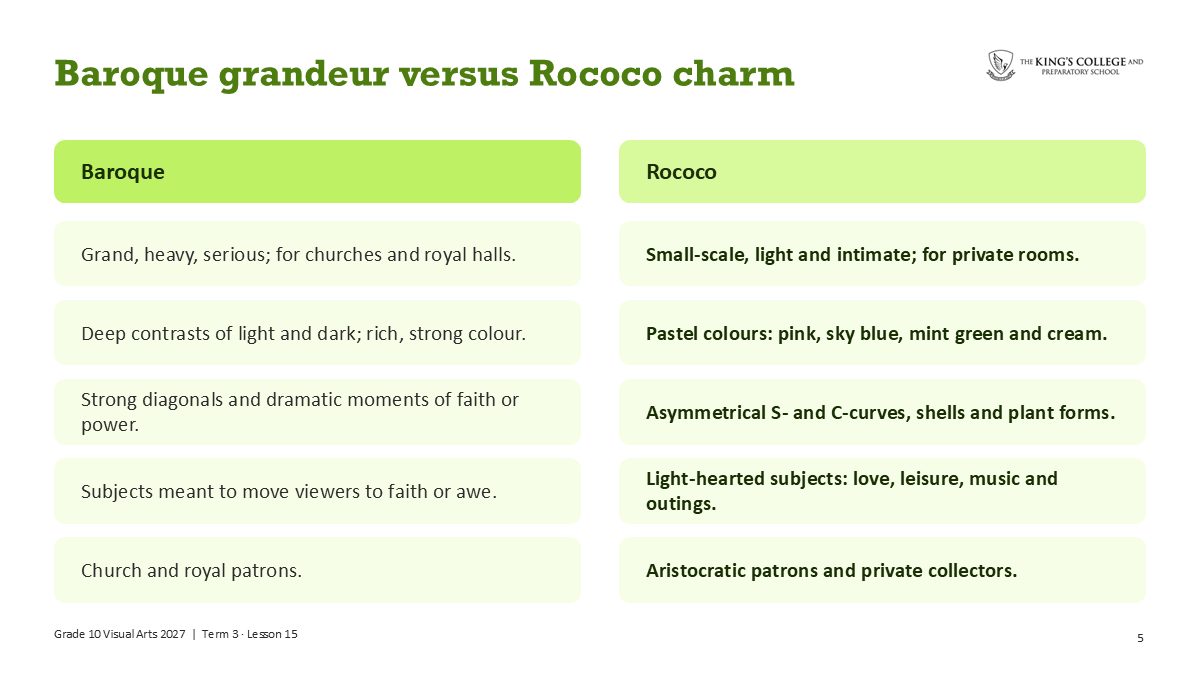 Baroque grandeur versus Rococo charm
THE KING'S COLLEGE AND
PREPARATORY SCHOOL
Baroque
Rococo
Grand, heavy, serious; for churches and royal halls.
Small-scale, light and intimate; for private rooms.
Deep contrasts of light and dark; rich, strong colour.
Pastel colours: pink, sky blue, mint green and cream.
Strong diagonals and dramatic moments of faith or
power.
Asymmetrical S- and C-curves, shells and plant forms.
Subjects meant to move viewers to faith or awe.
Light-hearted subjects: love, leisure, music and
outings.
Church and royal patrons.
Aristocratic patrons and private collectors.
Grade 10 Visual Arts 2027 | Term 3 · Lesson 15
5